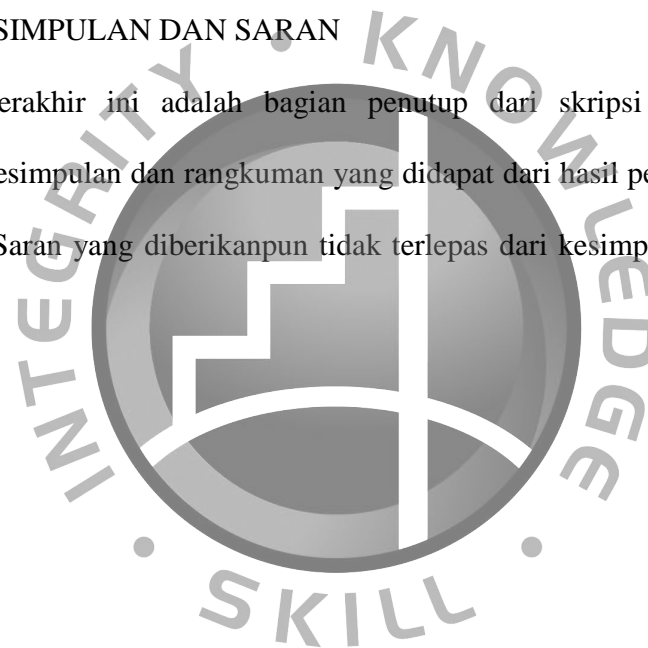 SIMPULAN DAN SARAN
erakhir ini adalah bagian penutup dari skripsi
esimpulan dan rangkuman yang didapat dari hasil pe
Saran yang diberikanpun tidak terlepas dari kesimp
INTEGRITY • KNOWLEDGE • SKILL •